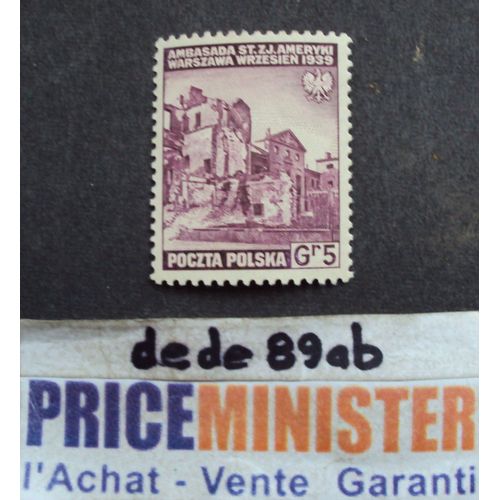 AMBASADA ST. ZJ. AMERYKI
WARSZAWA WRZESIEŃ 1939
POCZTA POLSKA Gr 5
dede 89ab
PRICEMINISTER
l'Achat - Vente Garanti